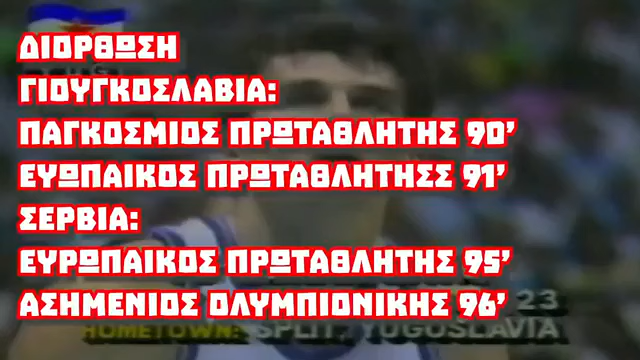 ΔΙΟΡΘΩΣΗ
ΓΙΟΥΓΚΟΣΛΑΒΙΑ:
ΠΑΓΚΟΣΜΙΟΣ ΠΡΩΤΑΘΛΗΤΗΣ 90'
ΕΥΩΠΑΙΚΟΣ ΠΡΩΤΑΘΛΗΤΗΣΣ 91'
ΣΕΡΒΙΑ:
ΕΥΡΩΠΑΙΚΟΣ ΠΡΩΤΑΘΛΗΤΗΣ 95'
ΑΣΗΜΕΝΙΟΣ ΟΛΥΜΠΙΟΝΙΚΗΣ 96'
23
HOMETOWN: SPLIT, YUGOSLAVIA